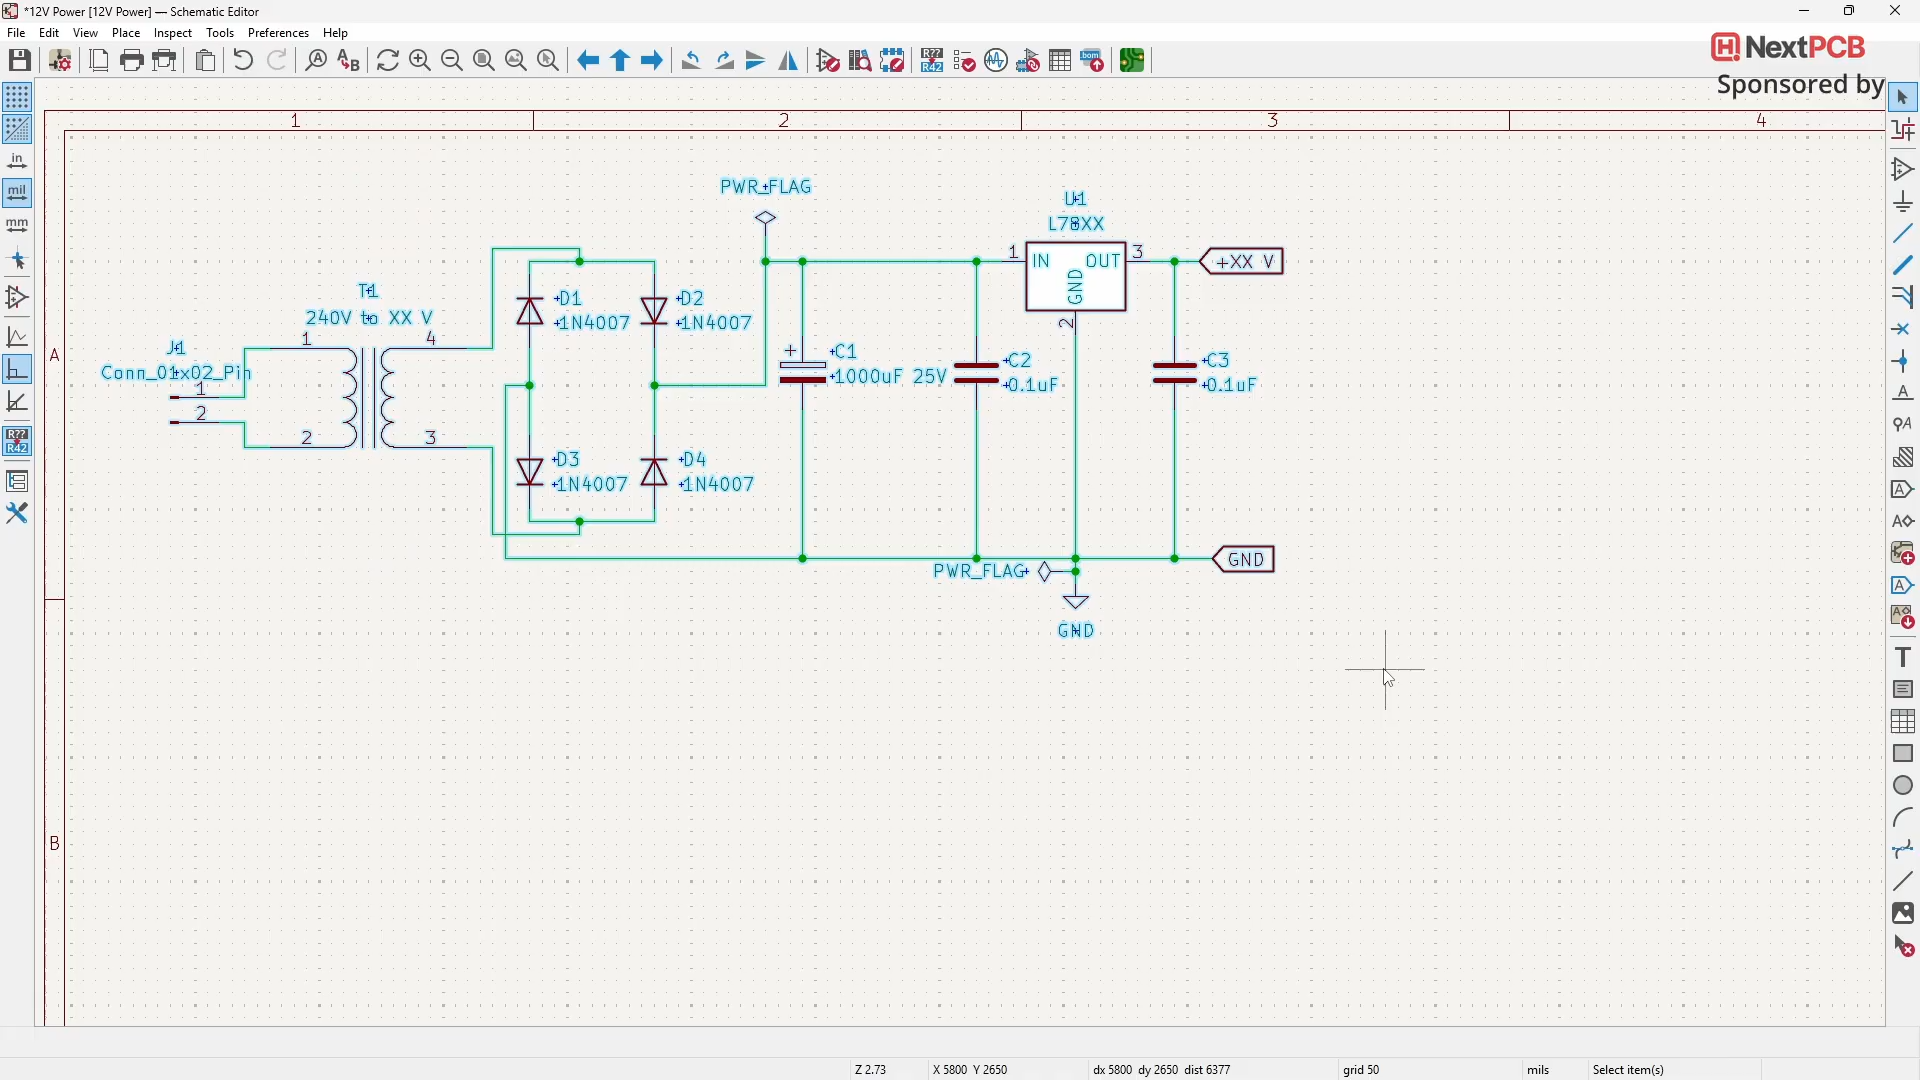 *12V Power [12V Power] — Schematic Editor
File Edit View Place Inspect Tools Preferences Help
NextPCB
Sponsored by
in
mil
mm
R??
R42
1 2 3 4
A
B
PWR_FLAG
U1
L78XX
1 IN OUT 3
GND
2
+XX V
T1
240V to XX V
1 4
2 3
J1
Conn_01x02_Pin
1
2
D1
1N4007
D2
1N4007
D3
1N4007
D4
1N4007
+
C1
1000uF 25V
C2
0.1uF
C3
0.1uF
GND
PWR_FLAG
GND
Z 2.73 X 5800 Y 2650 dx 5800 dy 2650 dist 6377 grid 50 mils Select item(s)